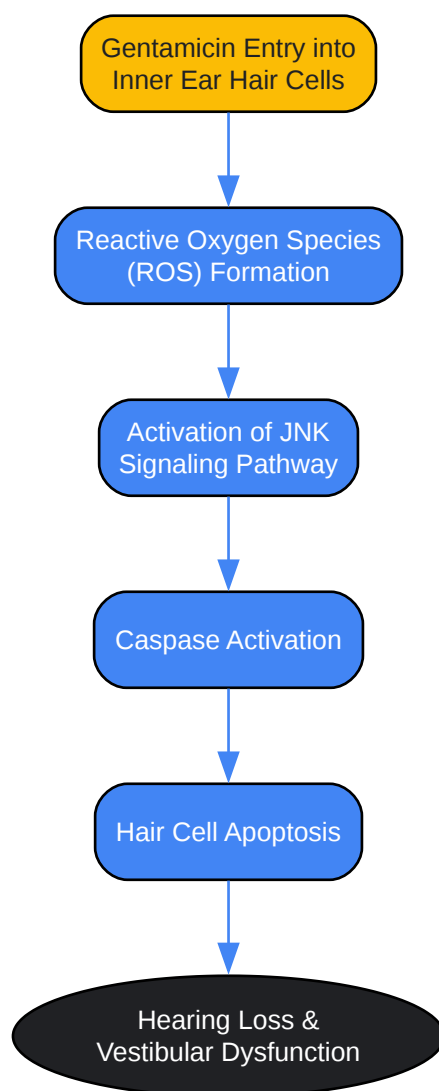 Gentamicin Entry into
Inner Ear Hair Cells
Reactive Oxygen Species
(ROS) Formation
Activation of JNK
Signaling Pathway
Caspase Activation
Hair Cell Apoptosis
Hearing Loss &
Vestibular Dysfunction